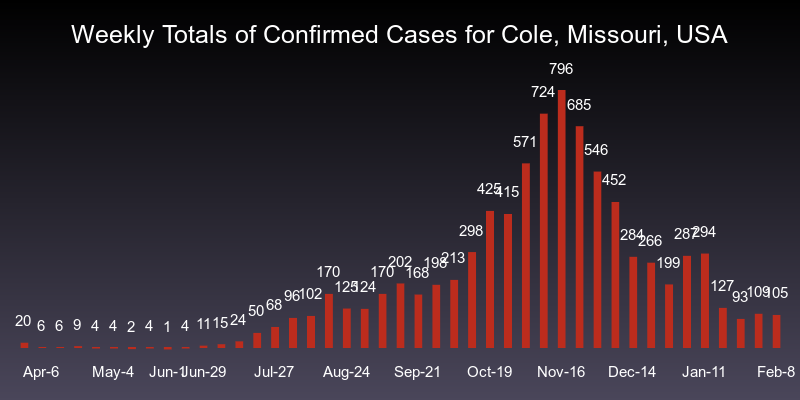 Weekly Totals of Confirmed Cases for Cole, Missouri, USA
20 6 6 9 4 4 2 4 1 4 11 15 24 50 68 96 102 170 125 124 170 202 168 198 213 298 425 415 571 724 796 685 546 452 284 266 199 287 294 127 93 109 105
Apr-6 May-4 Jun-1 Jun-29 Jul-27 Aug-24 Sep-21 Oct-19 Nov-16 Dec-14 Jan-11 Feb-8